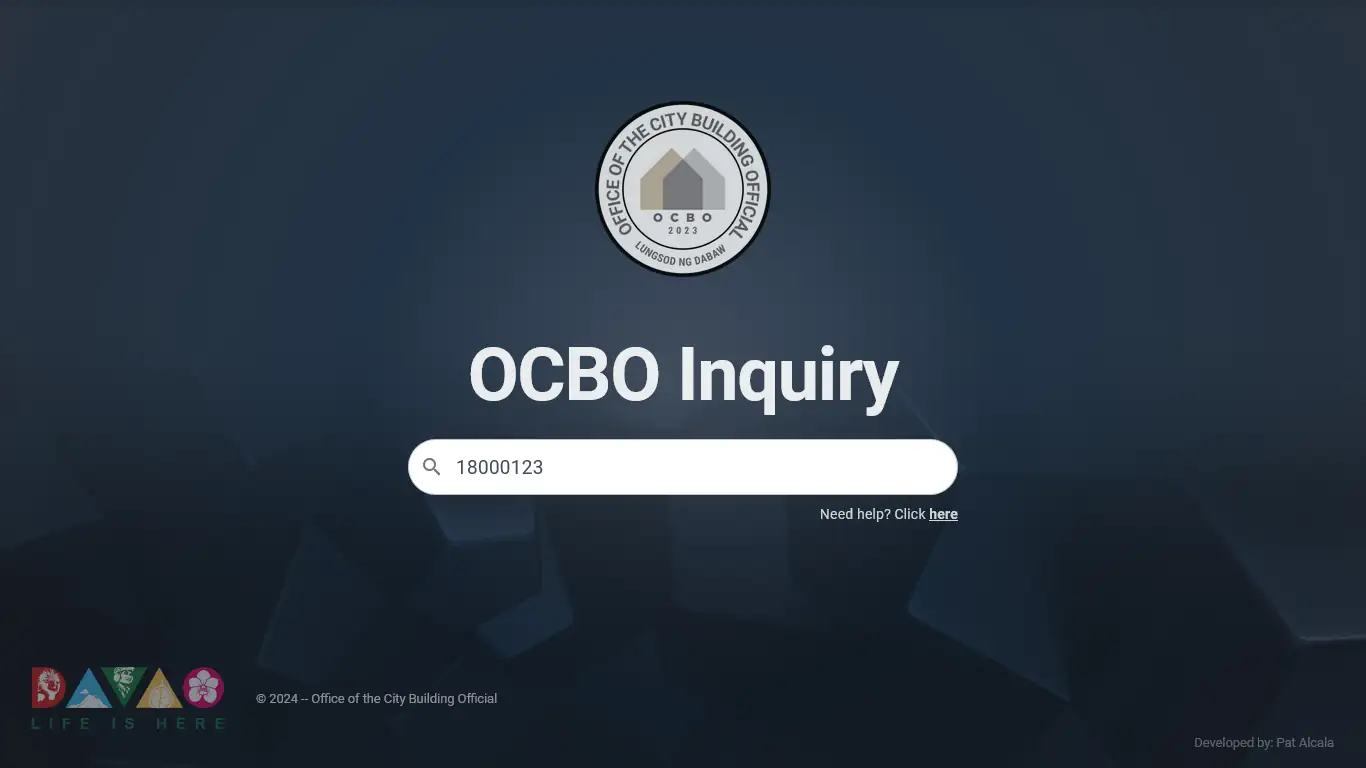 OFFICE OF THE CITY BUILDING OFFICIAL
OCBO
2023
LUNGSOD NG DABAW
OCBO Inquiry
18000123
Need help? Click here
DAVAO
LIFE IS HERE
© 2024 -- Office of the City Building Official
Developed by: Pat Alcala